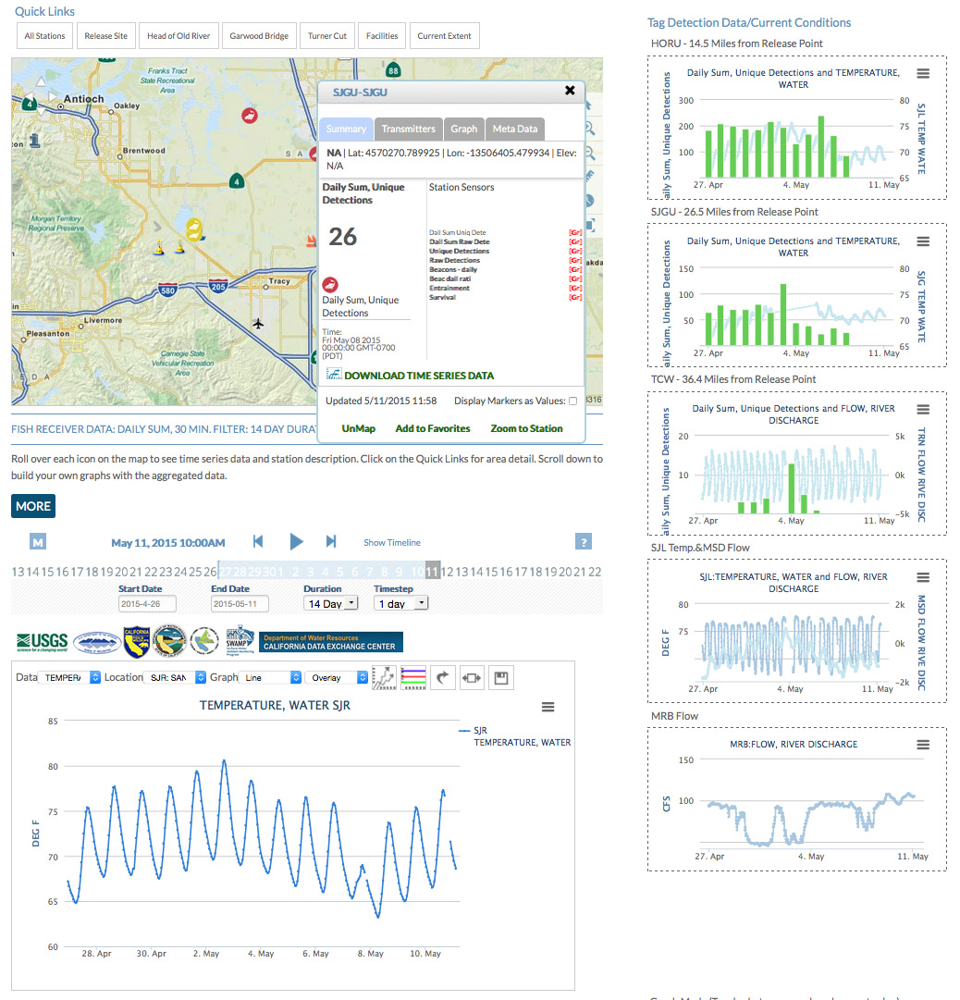 Quick Links
All Stations
Release Site
Head of Old River
Garwood Bridge
Turner Cut
Facilities
Current Extent
Franks Tract
State Recreational
Area
88
4
Antioch
Oakley
Brentwood
4
S A
Morgan Territory
Regional Preserve
580
205
Tracy
Livermore
Pleasanton
Carnegie State
Vehicular Recreation
Area
E D A
SJGU-SJGU
Summary
Transmitters
Graph
Meta Data
NA | Lat: 4570270.789925 | Lon: -13506405.479934 | Elev:
N/A
Daily Sum, Unique
Detections
26
Daily Sum, Unique
Detections
Time:
Fri May 08 2015
00:00:00 GMT-0700
(PDT)
Station Sensors
Dail Sum Uniq Dete [Gr]
Dail Sum Raw Dete [Gr]
Unique Detections [Gr]
Raw Detections [Gr]
Beacons - daily [Gr]
Beac dail rati [Gr]
Entrainment [Gr]
Survival [Gr]
DOWNLOAD TIME SERIES DATA
Updated 5/11/2015 11:58
Display Markers as Values:
UnMap
Add to Favorites
Zoom to Station
3316
FISH RECEIVER DATA: DAILY SUM, 30 MIN. FILTER: 14 DAY DURAT
Roll over each icon on the map to see time series data and station description. Click on the Quick Links for area detail. Scroll down to
build your own graphs with the aggregated data.
MORE
M
May 11, 2015 10:00AM
Show Timeline
?
13 14 15 16 17 18 19 20 21 22 23 24 25 26 27 28 29 30 1 2 3 4 5 6 7 8 9 10 11 12 13 14 15 16 17 18 19 20 21 22
Start Date
End Date
Duration
Timestep
2015-4-26
2015-05-11
14 Day
1 day
USGS
science for a changing world
CALIFORNIA
SWAMP
Department of Water Resources
CALIFORNIA DATA EXCHANGE CENTER
Data
TEMPER
Location
SJR: SAN
Graph
Line
Overlay
TEMPERATURE, WATER SJR
SJR
TEMPERATURE, WATER
DEG F
85
80
75
70
65
60
28. Apr
30. Apr
2. May
4. May
6. May
8. May
10. May
Tag Detection Data/Current Conditions
HORU - 14.5 Miles from Release Point
Daily Sum, Unique Detections and TEMPERATURE,
WATER
aily Sum, Unique Detections
300
200
100
80
75
70
65
SJL TEMP WATE
27. Apr
4. May
11. May
SJGU - 26.5 Miles from Release Point
Daily Sum, Unique Detections and TEMPERATURE,
WATER
aily Sum, Unique Detections
150
100
50
80
75
70
65
SJG TEMP WATE
27. Apr
4. May
11. May
TCW - 36.4 Miles from Release Point
Daily Sum, Unique Detections and FLOW, RIVER
DISCHARGE
aily Sum, Unique Detections
20
10
5k
0k
−5k
TRN FLOW RIVE DISC
27. Apr
4. May
11. May
SJL Temp.&MSD Flow
SJL:TEMPERATURE, WATER and FLOW, RIVER
DISCHARGE
DEG F
80
75
2k
0k
−2k
MSD FLOW RIVE DISC
27. Apr
4. May
11. May
MRB Flow
MRB:FLOW, RIVER DISCHARGE
CFS
150
100
27. Apr
4. May
11. May